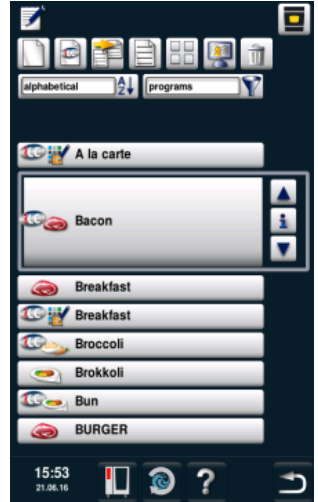 alphabetical A Z programs
A la carte
Bacon
i
Breakfast
Breakfast
Broccoli
Brokkoli
Bun
BURGER
15:53
21.06.16
?